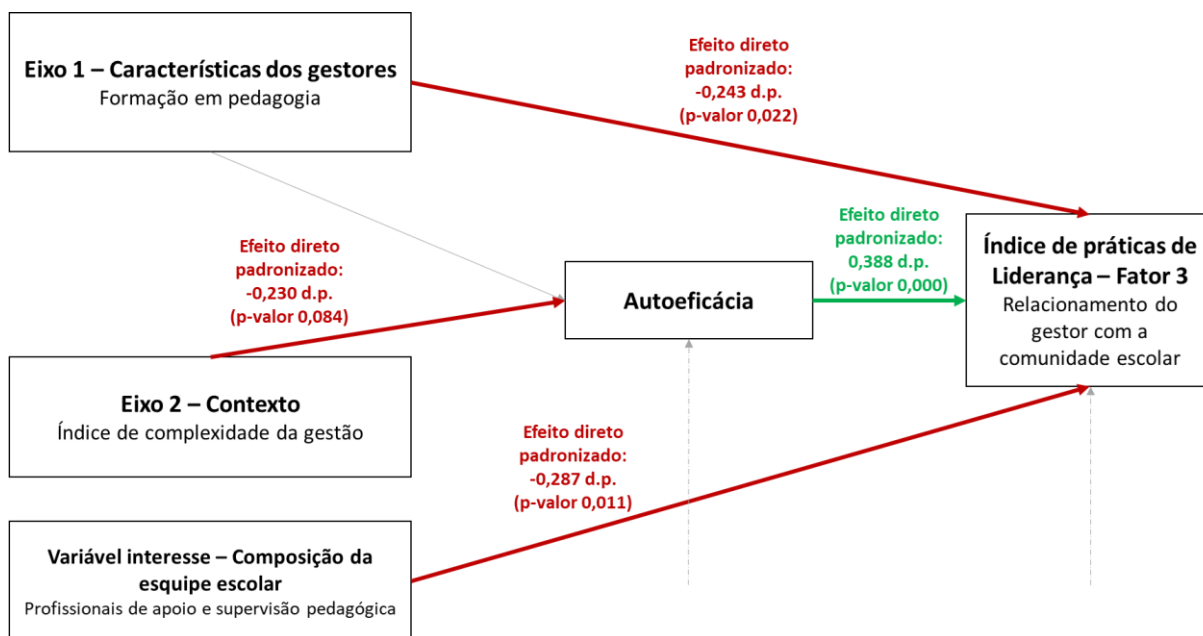 Eixo 1 – Características dos gestores
Formação em pedagogia
Efeito direto
padronizado:
-0,243 d.p.
(p-valor 0,022)
Efeito direto
padronizado:
-0,230 d.p.
(p-valor 0,084)
Autoeficácia
Efeito direto
padronizado:
0,388 d.p.
(p-valor 0,000)
Índice de práticas de
Liderança – Fator 3
Relacionamento do
gestor com a
comunidade escolar
Eixo 2 – Contexto
Índice de complexidade da gestão
Efeito direto
padronizado:
-0,287 d.p.
(p-valor 0,011)
Variável interesse – Composição da
esquipe escolar
Profissionais de apoio e supervisão pedagógica